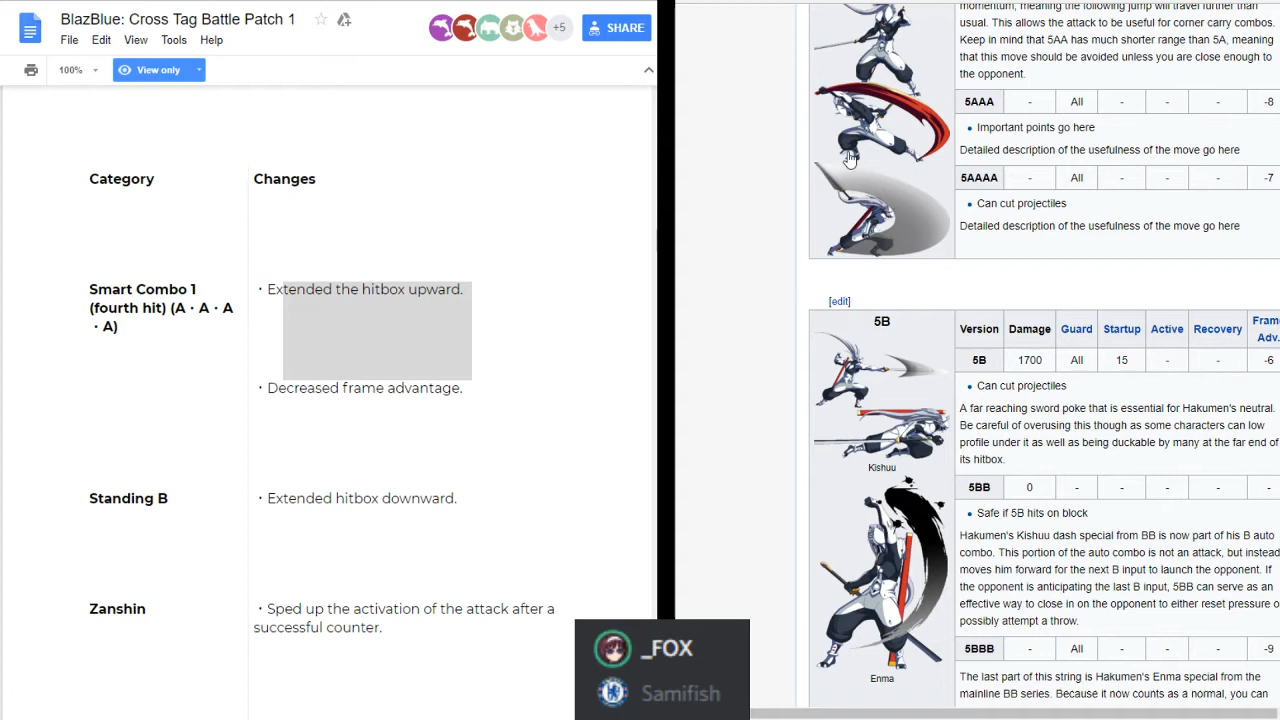 BlazBlue: Cross Tag Battle Patch 1
File Edit View Tools Help
+5
SHARE
100%
View only
Category
Changes
Smart Combo 1
(fourth hit) (A・A・A
・A)
・Extended the hitbox upward.
・Decreased frame advantage.
Standing B
・Extended hitbox downward.
Zanshin
・Sped up the activation of the attack after a
successful counter.
_FOX
Samifish
usual. This allows the attack to be useful for corner carry combos.
Keep in mind that 5AA has much shorter range than 5A, meaning
that this move should be avoided unless you are close enough to
the opponent.
5AAA - All - - - -8
Important points go here
Detailed description of the usefulness of the move go here
5AAAA - All - - - -7
Can cut projectiles
Detailed description of the usefulness of the move go here
[edit]
5B
Version Damage Guard Startup Active Recovery Frame
Adv.
5B 1700 All 15 - - -6
Can cut projectiles
A far reaching sword poke that is essential for Hakumen's neutral.
Be careful of overusing this though as some characters can low
profile under it as well as being duckable by many at the far end of
its hitbox.
Kishuu
5BB 0 - - - - -
Safe if 5B hits on block
Hakumen's Kishuu dash special from BB is now part of his B auto
combo. This portion of the auto combo is not an attack, but instead
moves him forward for the next B input to launch the opponent. If
the opponent is anticipating the last B input, 5BB can serve as an
effective way to close in on the opponent to either reset pressure o
possibly attempt a throw.
5BBB - All - - - -9
Enma
The last part of this string is Hakumen's Enma special from the
mainline BB series. Because it counts as a normal, you can